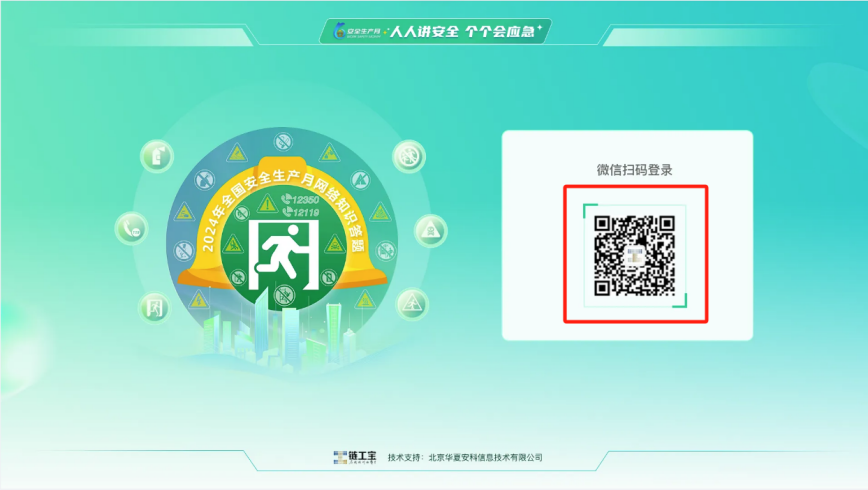 安全生产月
人人讲安全 个个会应急
微信扫码登录
2024年全国安全生产月网络知识答题
12350
12119
链工宝
技术支持：北京华夏安科信息技术有限公司